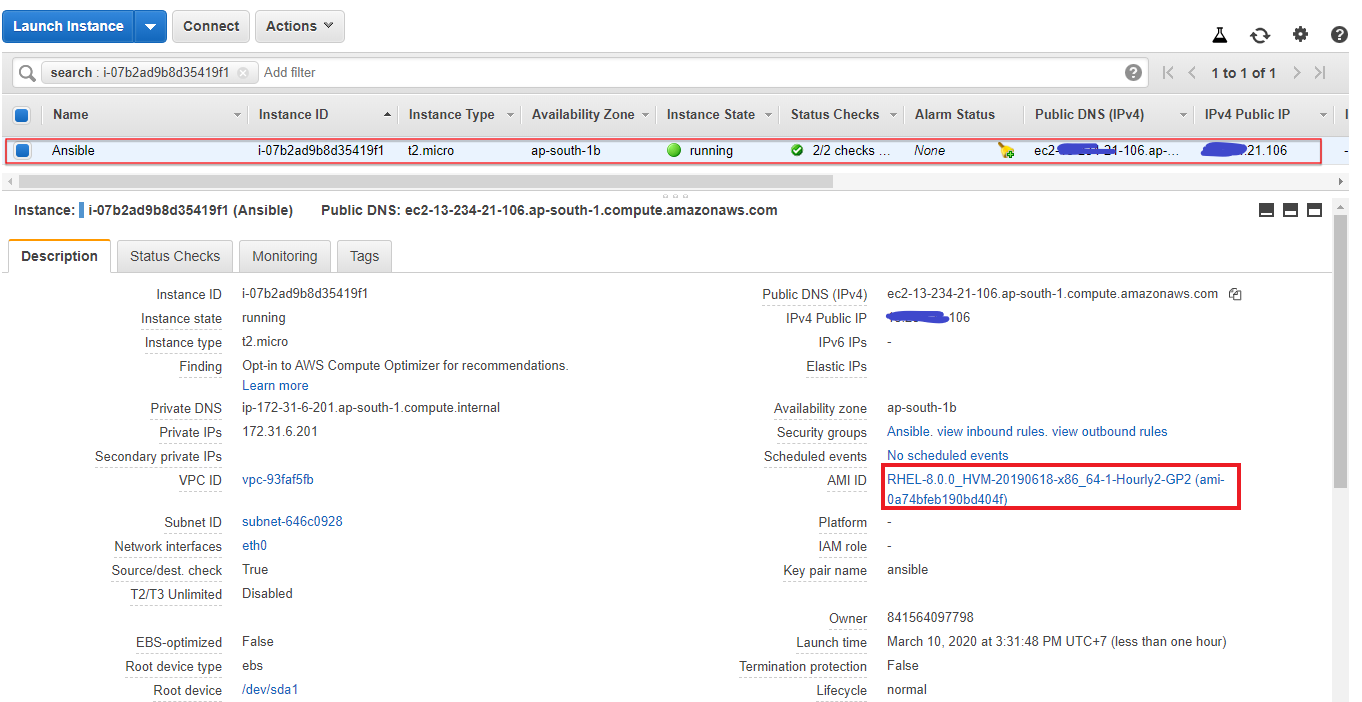 Launch Instance Connect Actions
search : i-07b2ad9b8d35419f1 Add filter 1 to 1 of 1
Name Instance ID Instance Type Availability Zone Instance State Status Checks Alarm Status Public DNS (IPv4) IPv4 Public IP
Ansible i-07b2ad9b8d35419f1 t2.micro ap-south-1b running 2/2 checks ... None ec2- -21-106.ap-... .21.106 -
Instance: i-07b2ad9b8d35419f1 (Ansible) Public DNS: ec2-13-234-21-106.ap-south-1.compute.amazonaws.com
Description Status Checks Monitoring Tags
Instance ID i-07b2ad9b8d35419f1 Public DNS (IPv4) ec2-13-234-21-106.ap-south-1.compute.amazonaws.com
Instance state running IPv4 Public IP 106
Instance type t2.micro IPv6 IPs -
Finding Opt-in to AWS Compute Optimizer for recommendations. Elastic IPs
Learn more
Private DNS ip-172-31-6-201.ap-south-1.compute.internal Availability zone ap-south-1b
Private IPs 172.31.6.201 Security groups Ansible. view inbound rules. view outbound rules
Secondary private IPs Scheduled events No scheduled events
VPC ID vpc-93faf5fb AMI ID RHEL-8.0.0_HVM-20190618-x86_64-1-Hourly2-GP2 (ami-
0a74bfeb190bd404f)
Subnet ID subnet-646c0928 Platform -
Network interfaces eth0 IAM role -
Source/dest. check True Key pair name ansible
T2/T3 Unlimited Disabled
Owner 841564097798
EBS-optimized False Launch time March 10, 2020 at 3:31:48 PM UTC+7 (less than one hour)
Root device type ebs Termination protection False
Root device /dev/sda1 Lifecycle normal